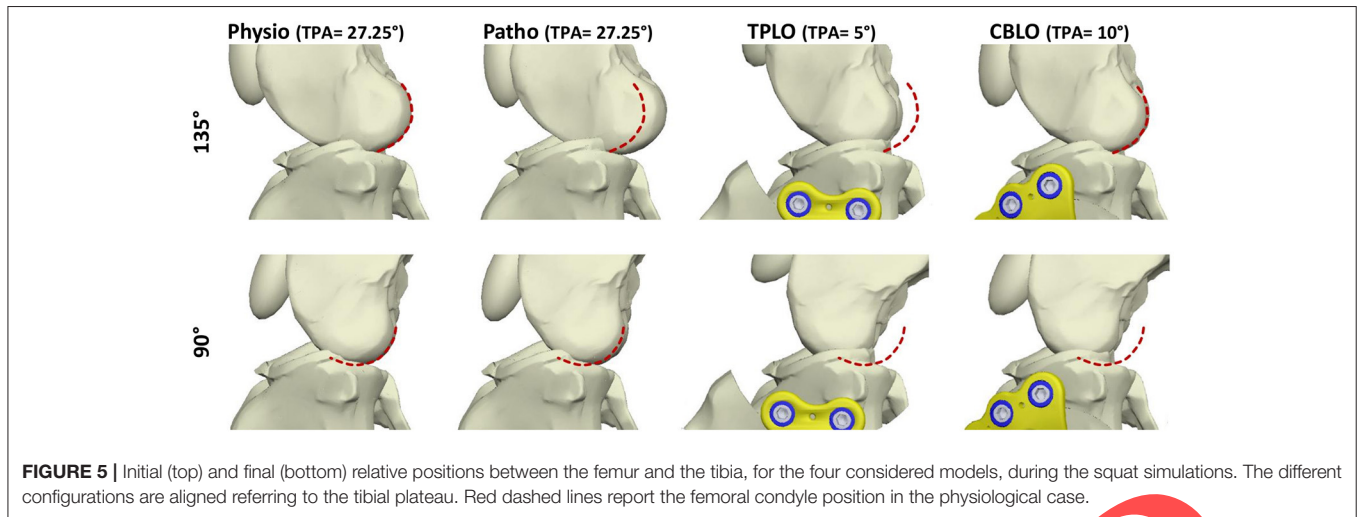 Physio (TPA= 27.25°) Patho (TPA= 27.25°) TPLO (TPA= 5°) CBLO (TPA= 10°)
135°
90°
FIGURE 5 | Initial (top) and final (bottom) relative positions between the femur and the tibia, for the four considered models, during the squat simulations. The different
configurations are aligned referring to the tibial plateau. Red dashed lines report the femoral condyle position in the physiological case.